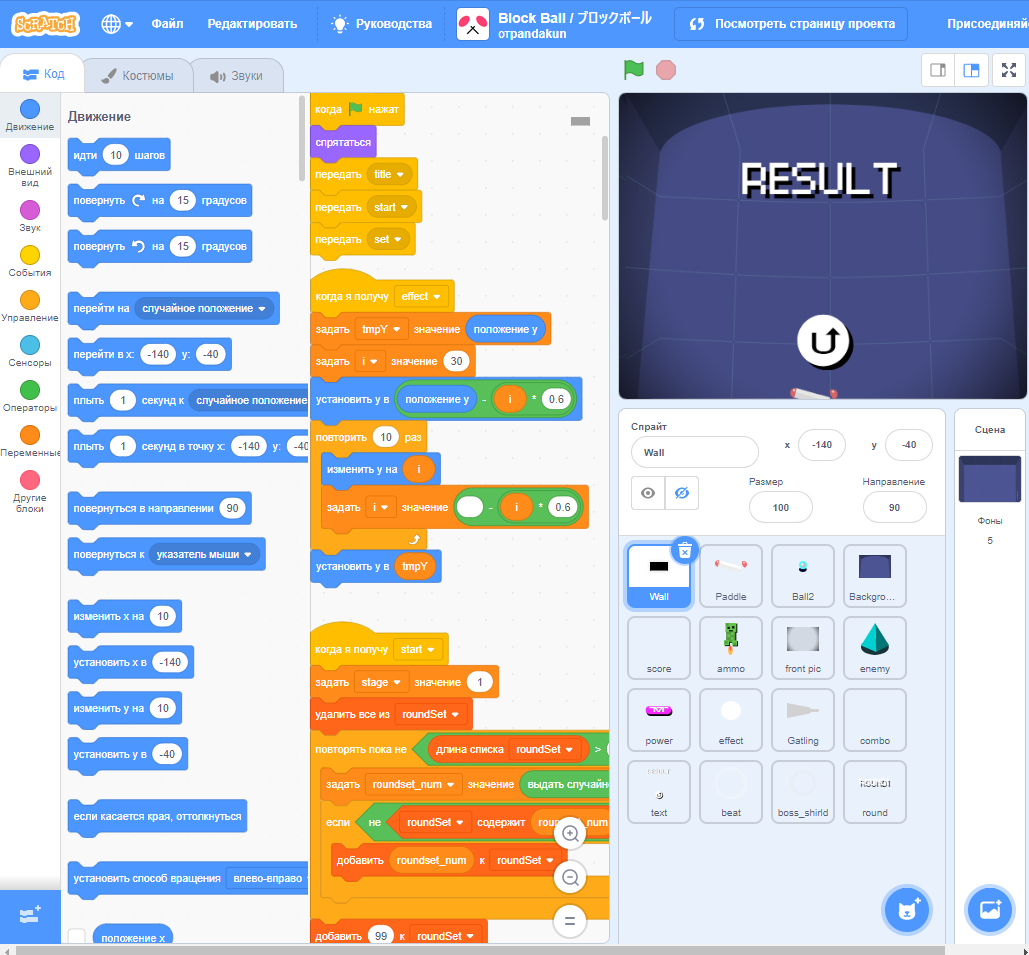 SCRATCH
Файл
Редактировать
Руководства
Block Ball / ブロックボール
отpandakun
Посмотреть страницу проекта
Код
Костюмы
Звуки
Движение
Внешний вид
Звук
События
Управление
Сенсоры
Операторы
Переменные
Другие блоки
Движение
идти 10 шагов
повернуть на 15 градусов
повернуть на 15 градусов
перейти на случайное положение
перейти в x: -140 y: -40
плыть 1 секунд к случайное положение
плыть 1 секунд в точку x: -140 y: -40
повернуться в направлении 90
повернуться к указатель мыши
изменить x на 10
установить x в -140
изменить y на 10
установить y в -40
если касается края, оттолкнуться
установить способ вращения влево-вправо
положение x
когда нажат
спрятаться
передать title
передать start
передать set
когда я получу effect
задать tmpY значение положение y
задать i значение 30
установить y в положение y - i * 0.6
повторить 10 раз
изменить y на i
задать i значение - i * 0.6
установить y в tmpY
когда я получу start
задать stage значение 1
удалить все из roundSet
повторять пока не длина списка roundSet >
задать roundset_num значение выдать случайн
если не roundSet содержит roundset_num
добавить roundset_num к roundSet
добавить 99 к roundSet
RESULT
Спрайт
Wall
x -140 y -40
Размер
100
Направление
90
Сцена
Фоны
5
Wall
Paddle
Ball2
Backgro...
score
ammo
front pic
enemy
power
effect
Gatling
combo
text
beat
boss_shirld
round